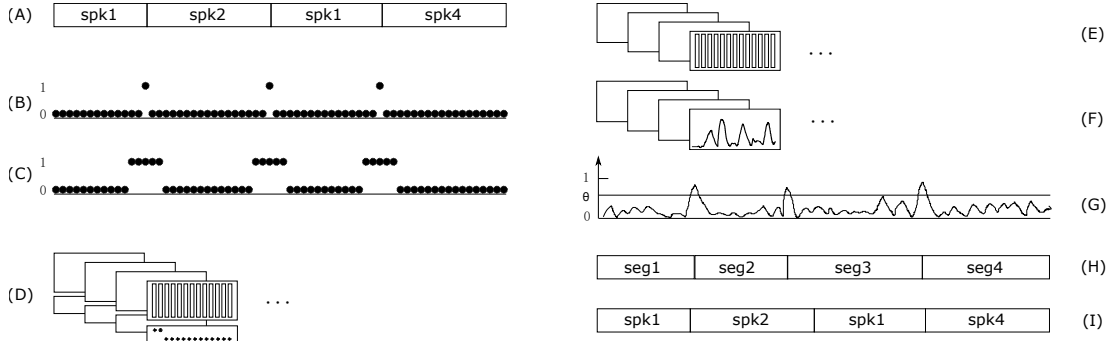 (A) spk1 spk2 spk1 spk4
(B) 1
0
(C) 1
0
(D) ...
(E) ...
(F) ...
1
θ
0
(G)
seg1 seg2 seg3 seg4 (H)
spk1 spk2 spk1 spk4 (I)